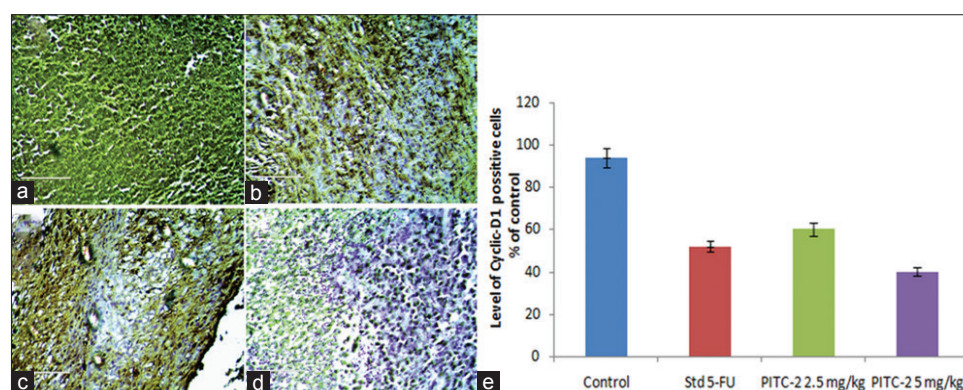 a
b
c
d
e
Level of Cyclic-D1 possitive cells
% of control
120
100
80
60
40
20
0
Control
Std 5-FU
PITC-2 2.5 mg/kg
PITC-2 5 mg/kg